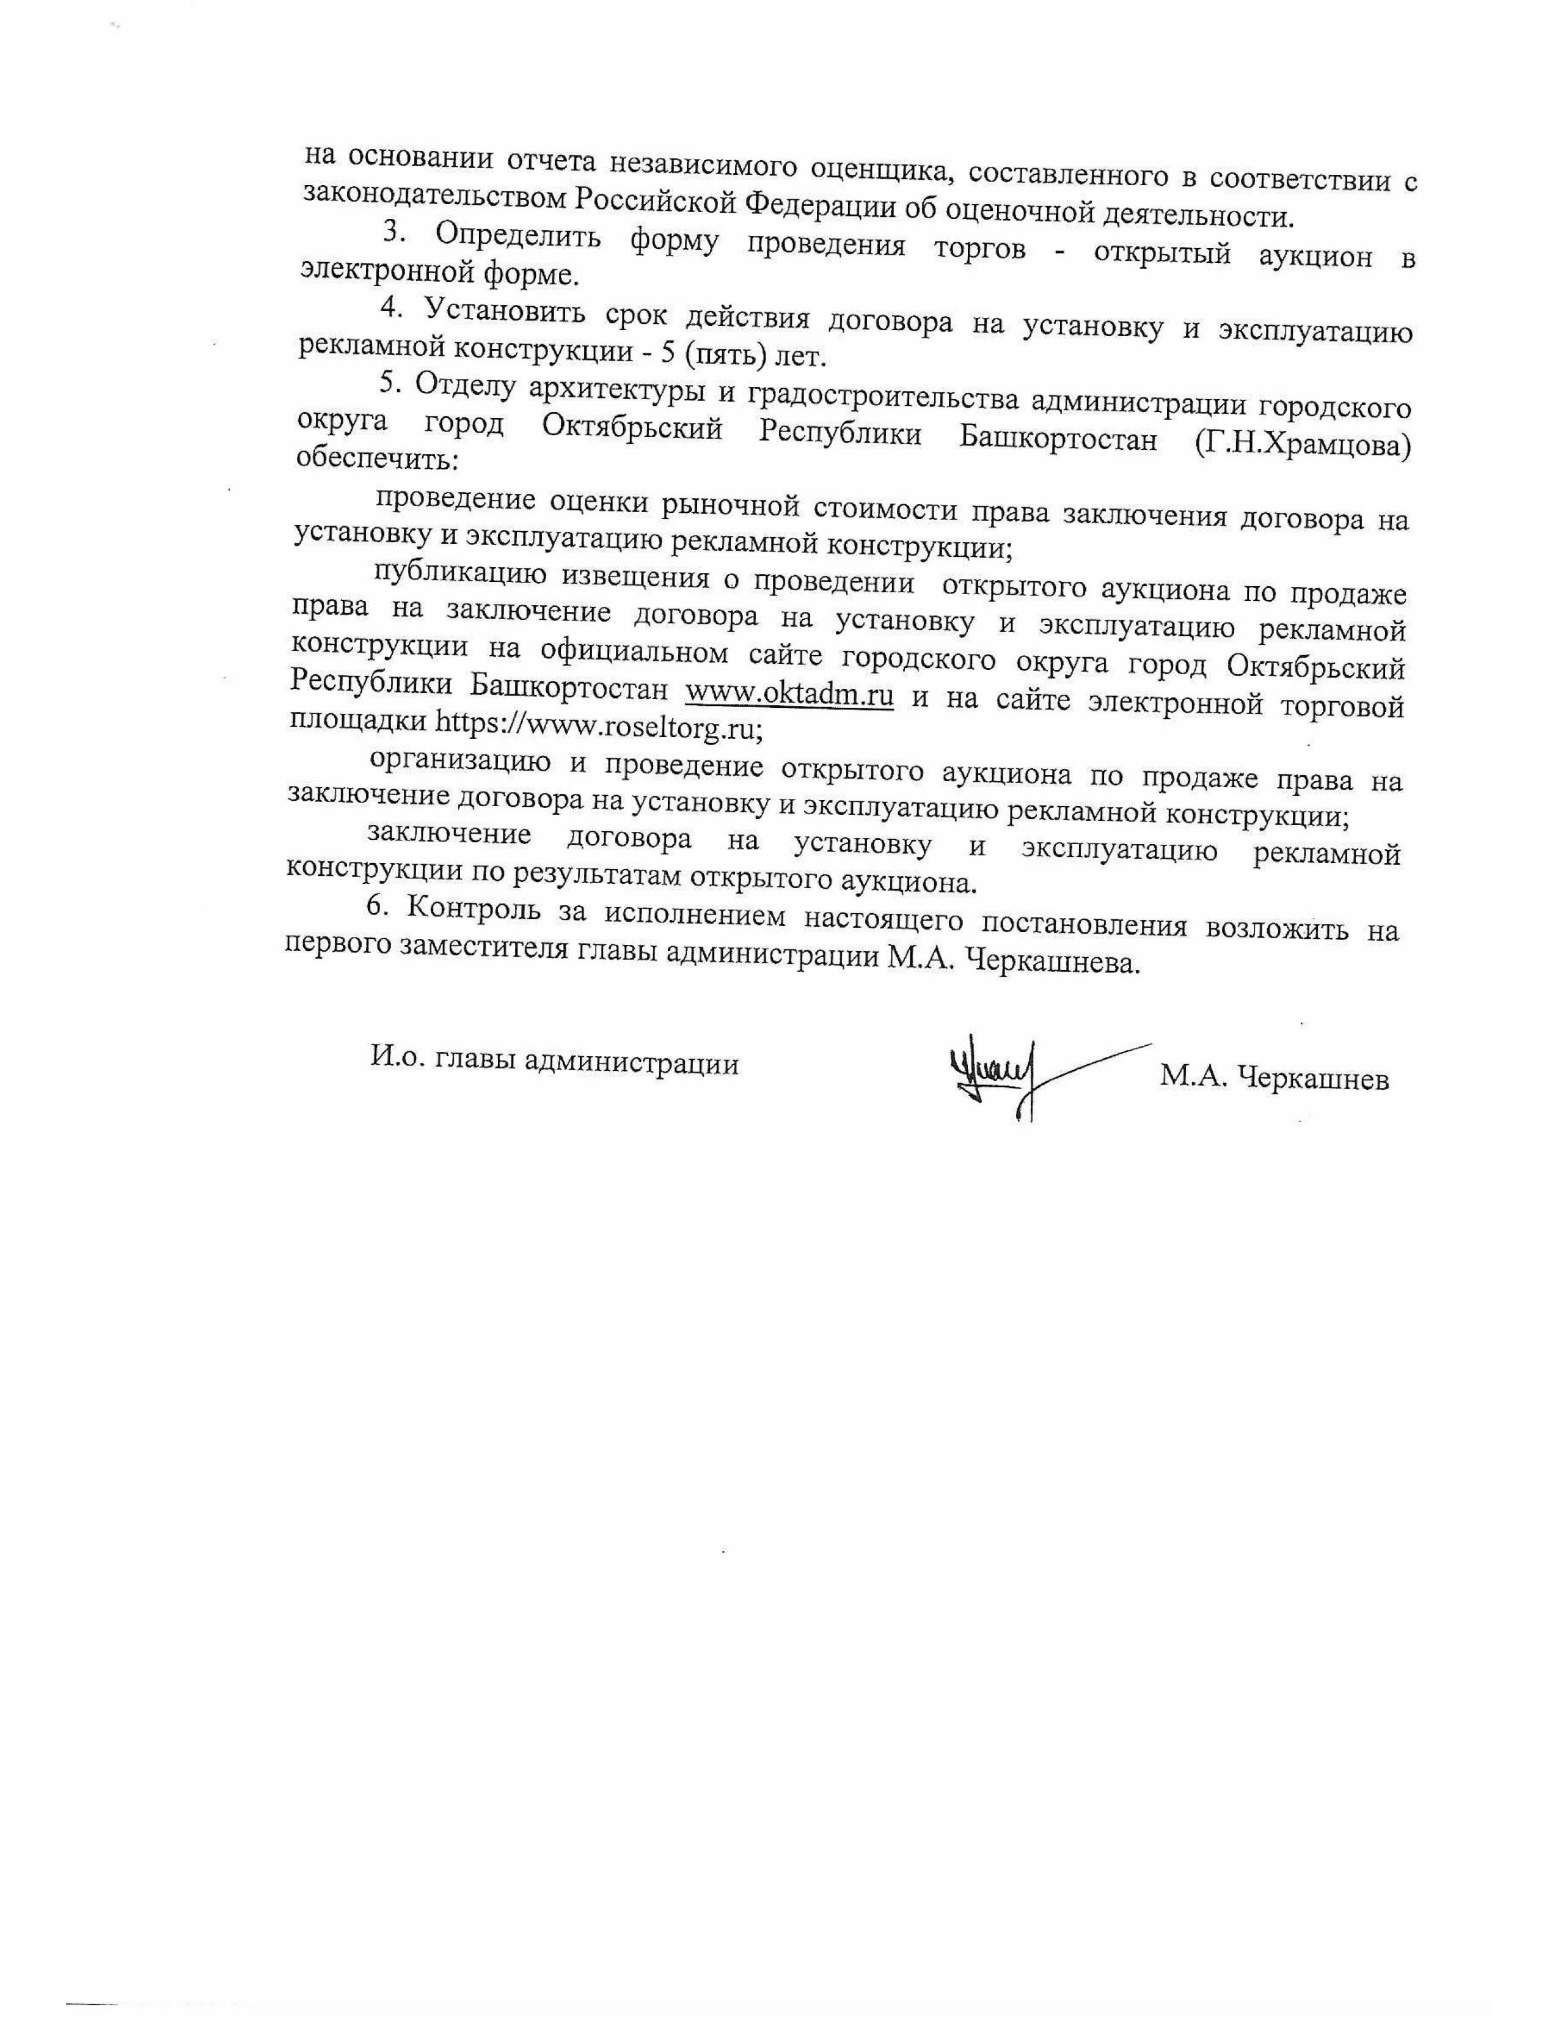 на основании отчета независимого оценщика, составленного в соответствии с
законодательством Российской Федерации об оценочной деятельности.
3. Определить форму проведения торгов - открытый аукцион в
электронной форме.
4. Установить срок действия договора на установку и эксплуатацию
рекламной конструкции - 5 (пять) лет.
5. Отделу архитектуры и градостроительства администрации городского
округа город Октябрьский Республики Башкортостан (Г.Н.Храмцова)
обеспечить:
проведение оценки рыночной стоимости права заключения договора на
установку и эксплуатацию рекламной конструкции;
публикацию извещения о проведении открытого аукциона по продаже
права на заключение договора на установку и эксплуатацию рекламной
конструкции на официальном сайте городского округа город Октябрьский
Республики Башкортостан www.oktadm.ru и на сайте электронной торговой
площадки https://www.roseltorg.ru;
организацию и проведение открытого аукциона по продаже права на
заключение договора на установку и эксплуатацию рекламной конструкции;
заключение договора на установку и эксплуатацию рекламной
конструкции по результатам открытого аукциона.
6. Контроль за исполнением настоящего постановления возложить на
первого заместителя главы администрации М.А. Черкашнева.
И.о. главы администрации М.А. Черкашнев